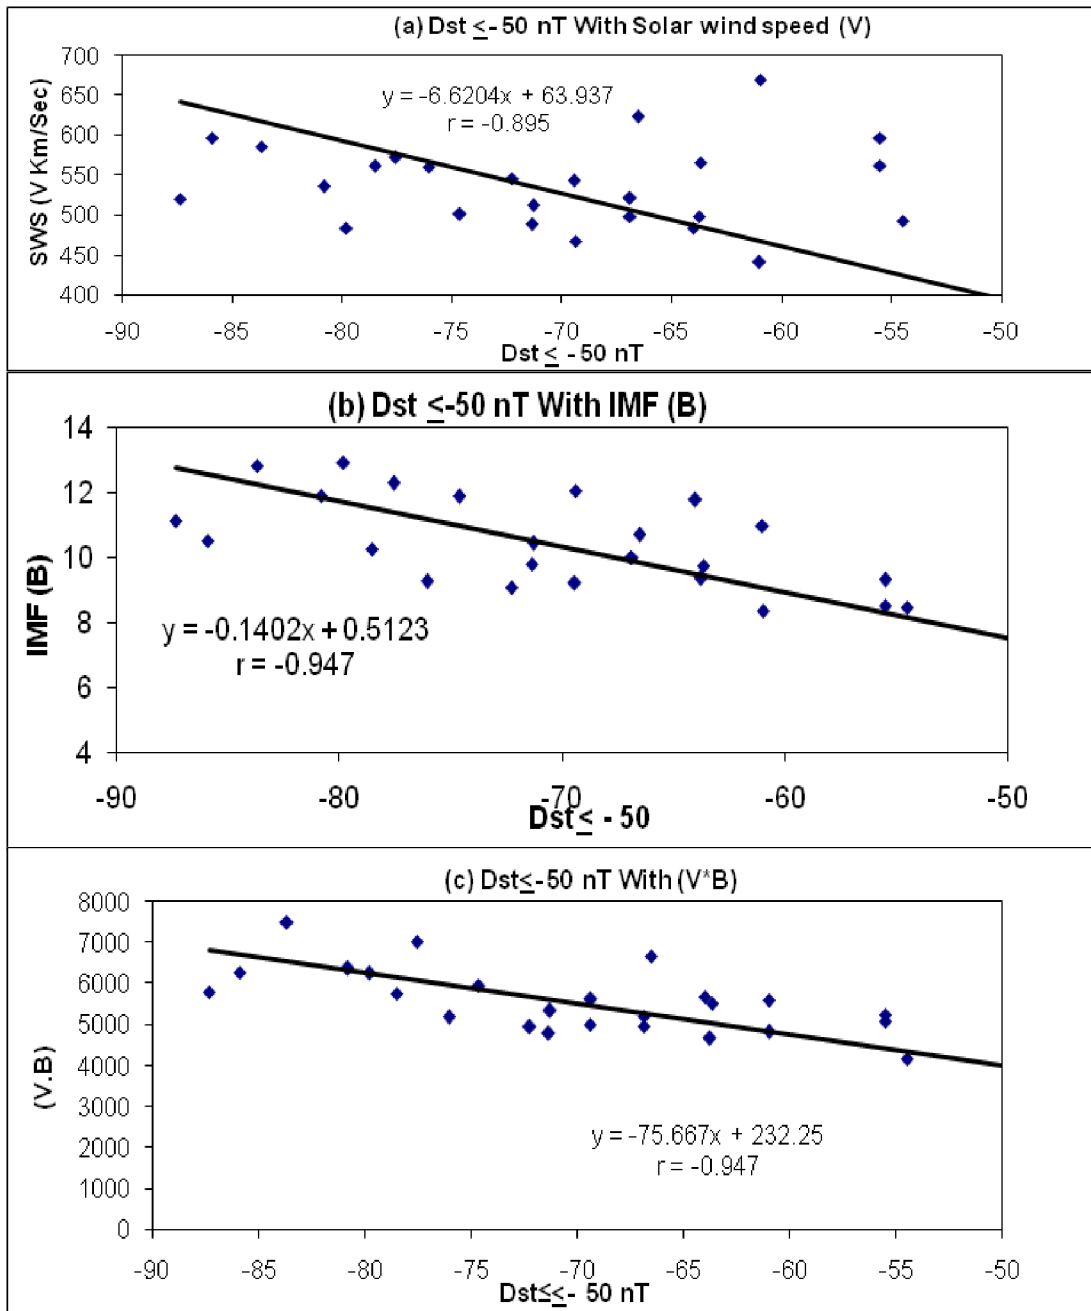 (a) Dst ≤- 50 nT With Solar wind speed (V)
700
650
600
550
500
450
400
SWS (V Km/Sec)
y = -6.6204x + 63.937
r = -0.895
-90 -85 -80 -75 -70 -65 -60 -55 -50
Dst ≤ - 50 nT
(b) Dst ≤-50 nT With IMF (B)
14
12
10
8
6
4
IMF (B)
y = -0.1402x + 0.5123
r = -0.947
-90 -80 -70 -60 -50
Dst ≤ - 50
(c) Dst≤-50 nT With (V*B)
8000
7000
6000
5000
4000
3000
2000
1000
0
(V.B)
y = -75.667x + 232.25
r = -0.947
-90 -85 -80 -75 -70 -65 -60 -55 -50
Dst≤≤- 50 nT